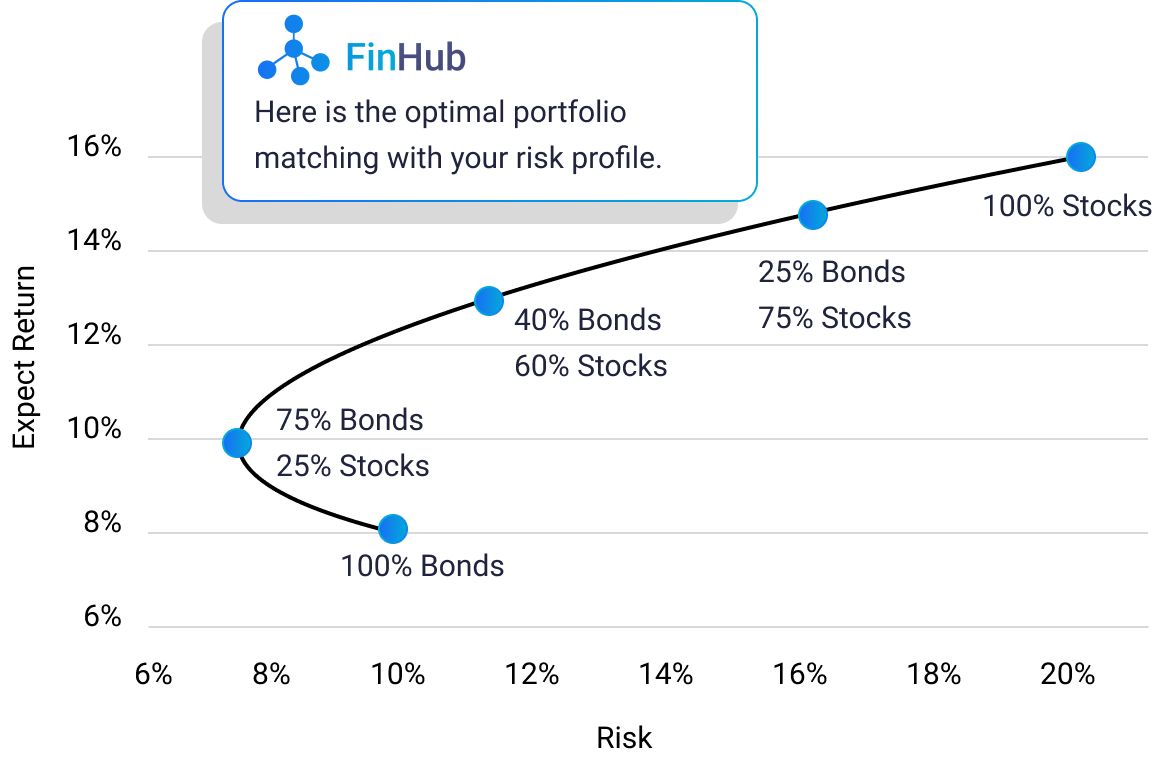 FinHub
Here is the optimal portfolio
matching with your risk profile.
16%
14%
12%
10%
8%
6%
Expect Return
100% Stocks
25% Bonds
75% Stocks
40% Bonds
60% Stocks
75% Bonds
25% Stocks
100% Bonds
6%
8%
10%
12%
14%
16%
18%
20%
Risk